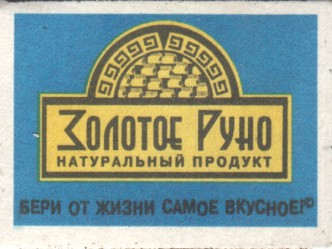 Золотое Руно
НАТУРАЛЬНЫЙ ПРОДУКТ
БЕРИ ОТ ЖИЗНИ САМОЕ ВКУСНОЕ!©